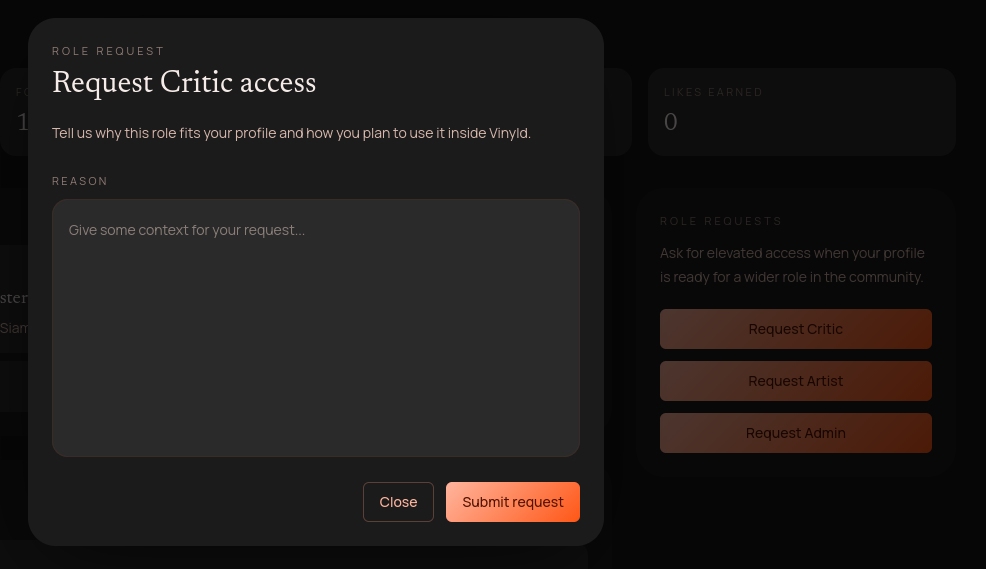 ROLE REQUEST
Request Critic access
Tell us why this role fits your profile and how you plan to use it inside Vinyld.
REASON
Give some context for your request...
Close
Submit request
LIKES EARNED
0
ROLE REQUESTS
Ask for elevated access when your profile
is ready for a wider role in the community.
Request Critic
Request Artist
Request Admin